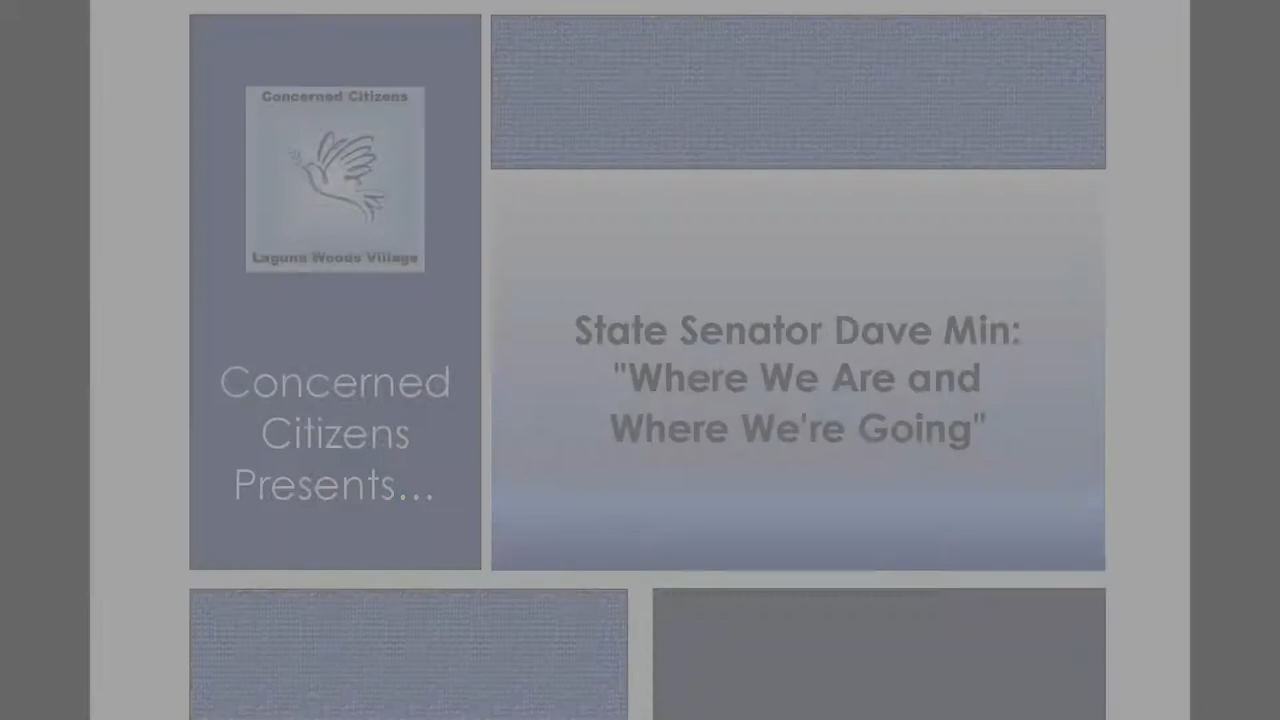 Concerned Citizens
Laguna Woods Village
Concerned
Citizens
Presents...
State Senator Dave Min:
"Where We Are and
Where We're Going"